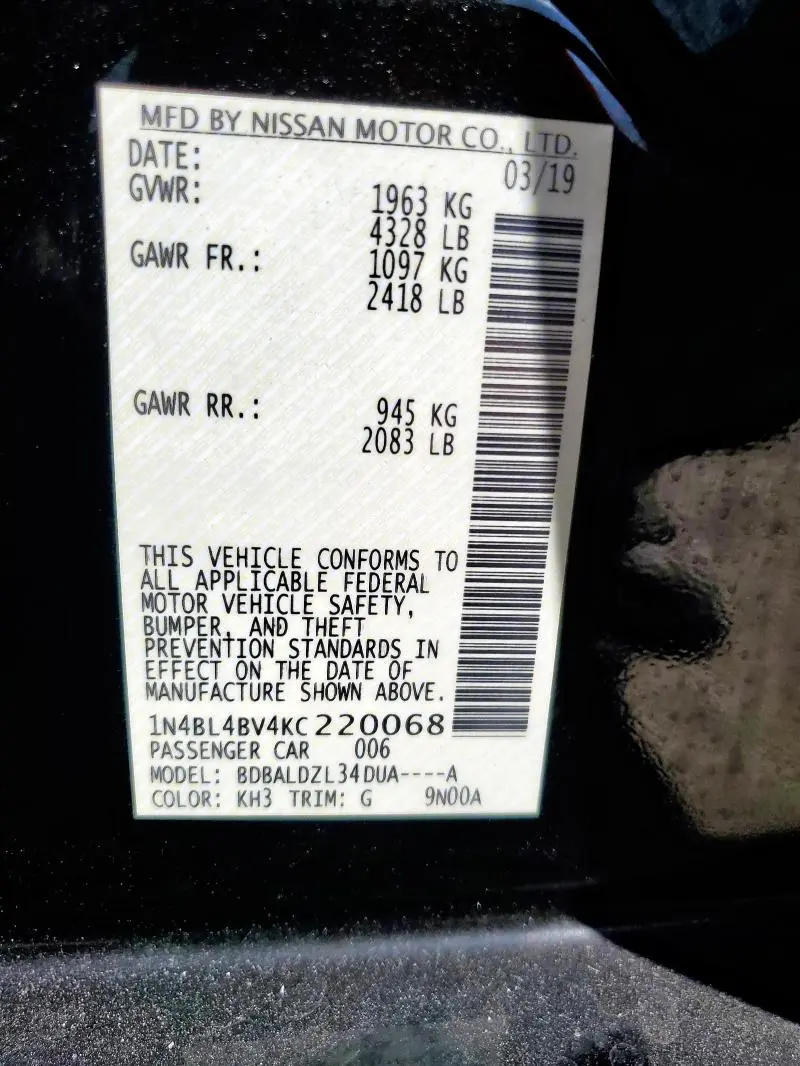 MFD BY NISSAN MOTOR CO., LTD.
DATE: 03/19
GVWR: 1963 KG
4328 LB
GAWR FR.: 1097 KG
2418 LB
GAWR RR.: 945 KG
2083 LB
THIS VEHICLE CONFORMS TO
ALL APPLICABLE FEDERAL
MOTOR VEHICLE SAFETY,
BUMPER, AND THEFT
PREVENTION STANDARDS IN
EFFECT ON THE DATE OF
MANUFACTURE SHOWN ABOVE.
1N4BL4BV4KC220068
PASSENGER CAR 006
MODEL: BDBALDZL34DUA----A
COLOR: KH3 TRIM: G 9N00A